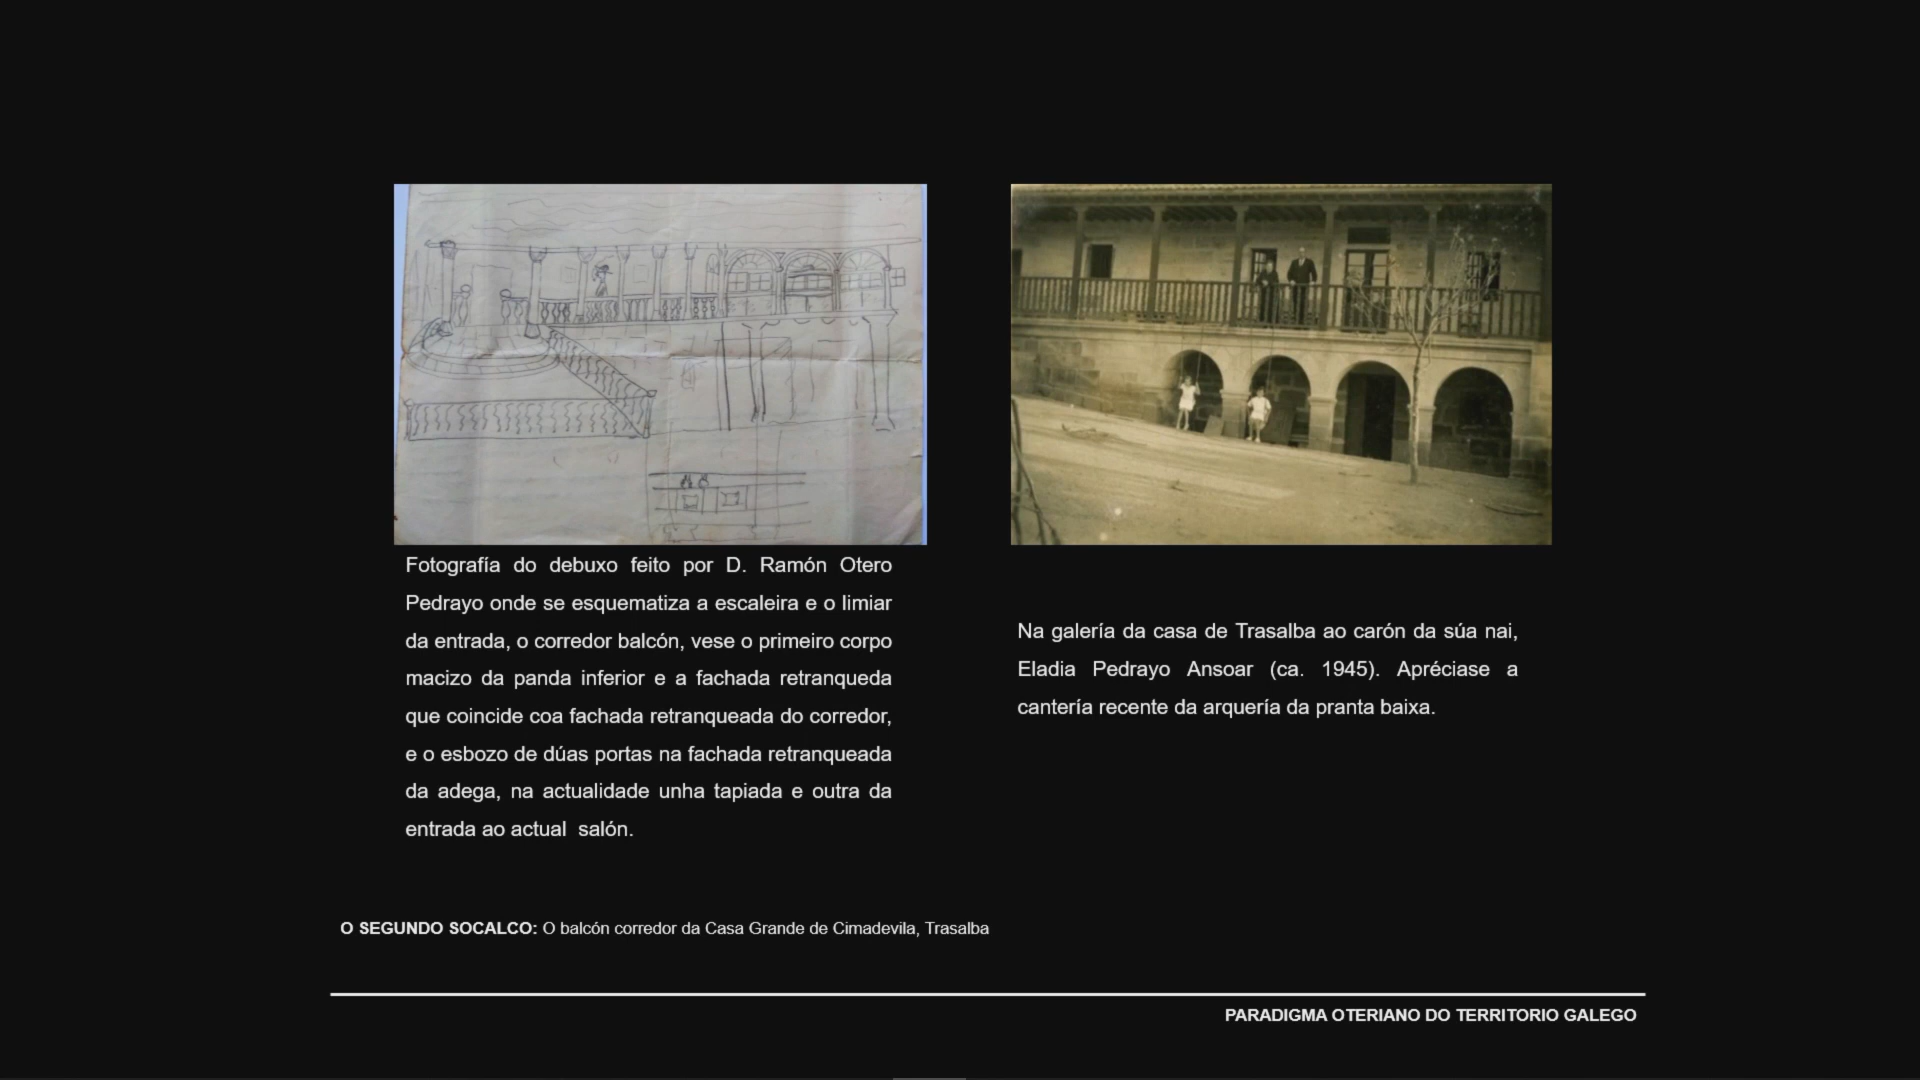 Fotografía do debuxo feito por D. Ramón Otero
Pedrayo onde se esquematiza a escaleira e o limiar
da entrada, o corredor balcón, vese o primeiro corpo
macizo da panda inferior e a fachada retranqueda
que coincide coa fachada retranqueada do corredor,
e o esbozo de dúas portas na fachada retranqueada
da adega, na actualidade unha tapiada e outra da
entrada ao actual salón.
Na galería da casa de Trasalba ao carón da súa nai,
Eladia Pedrayo Ansoar (ca. 1945). Apréciase a
cantería recente da arquería da pranta baixa.
O SEGUNDO SOCALCO: O balcón corredor da Casa Grande de Cimadevila, Trasalba
PARADIGMA OTERIANO DO TERRITORIO GALEGO